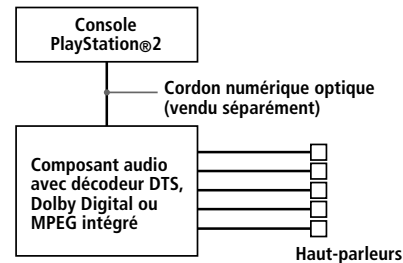 Console
PlayStation®2
Cordon numérique optique
(vendu séparément)
Composant audio
avec décodeur DTS,
Dolby Digital ou
MPEG intégré
Haut-parleurs